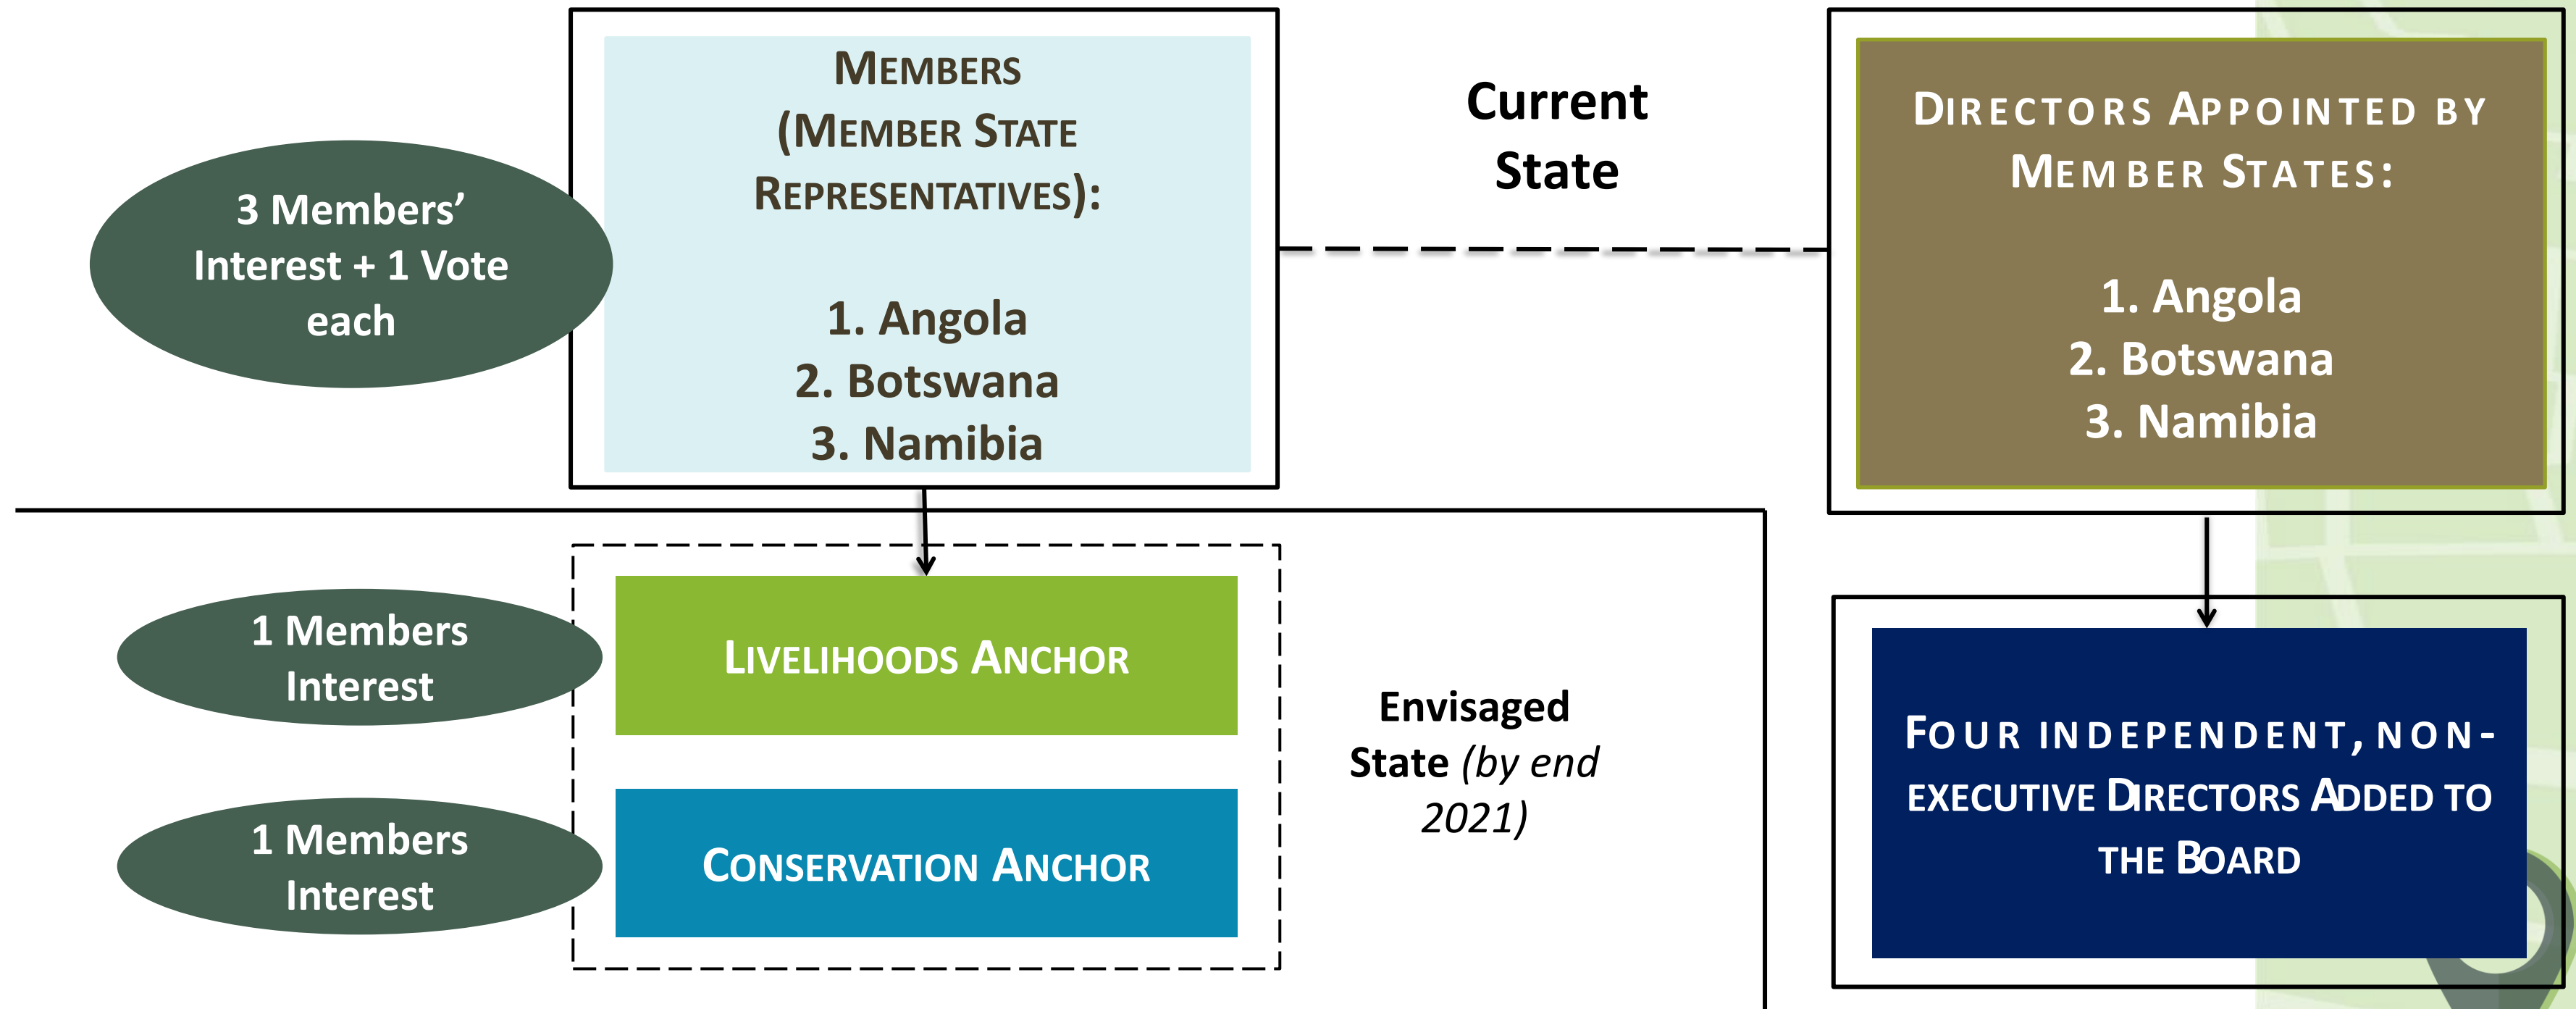 3 Members’
Interest + 1 Vote
each
MEMBERS
(MEMBER STATE
REPRESENTATIVES):
1. Angola
2. Botswana
3. Namibia
Current
State
DIRECTORS APPOINTED BY
MEMBER STATES:
1. Angola
2. Botswana
3. Namibia
1 Members
Interest
LIVELIHOODS ANCHOR
1 Members
Interest
CONSERVATION ANCHOR
Envisaged
State (by end
2021)
FOUR INDEPENDENT, NON-
EXECUTIVE DIRECTORS ADDED TO
THE BOARD